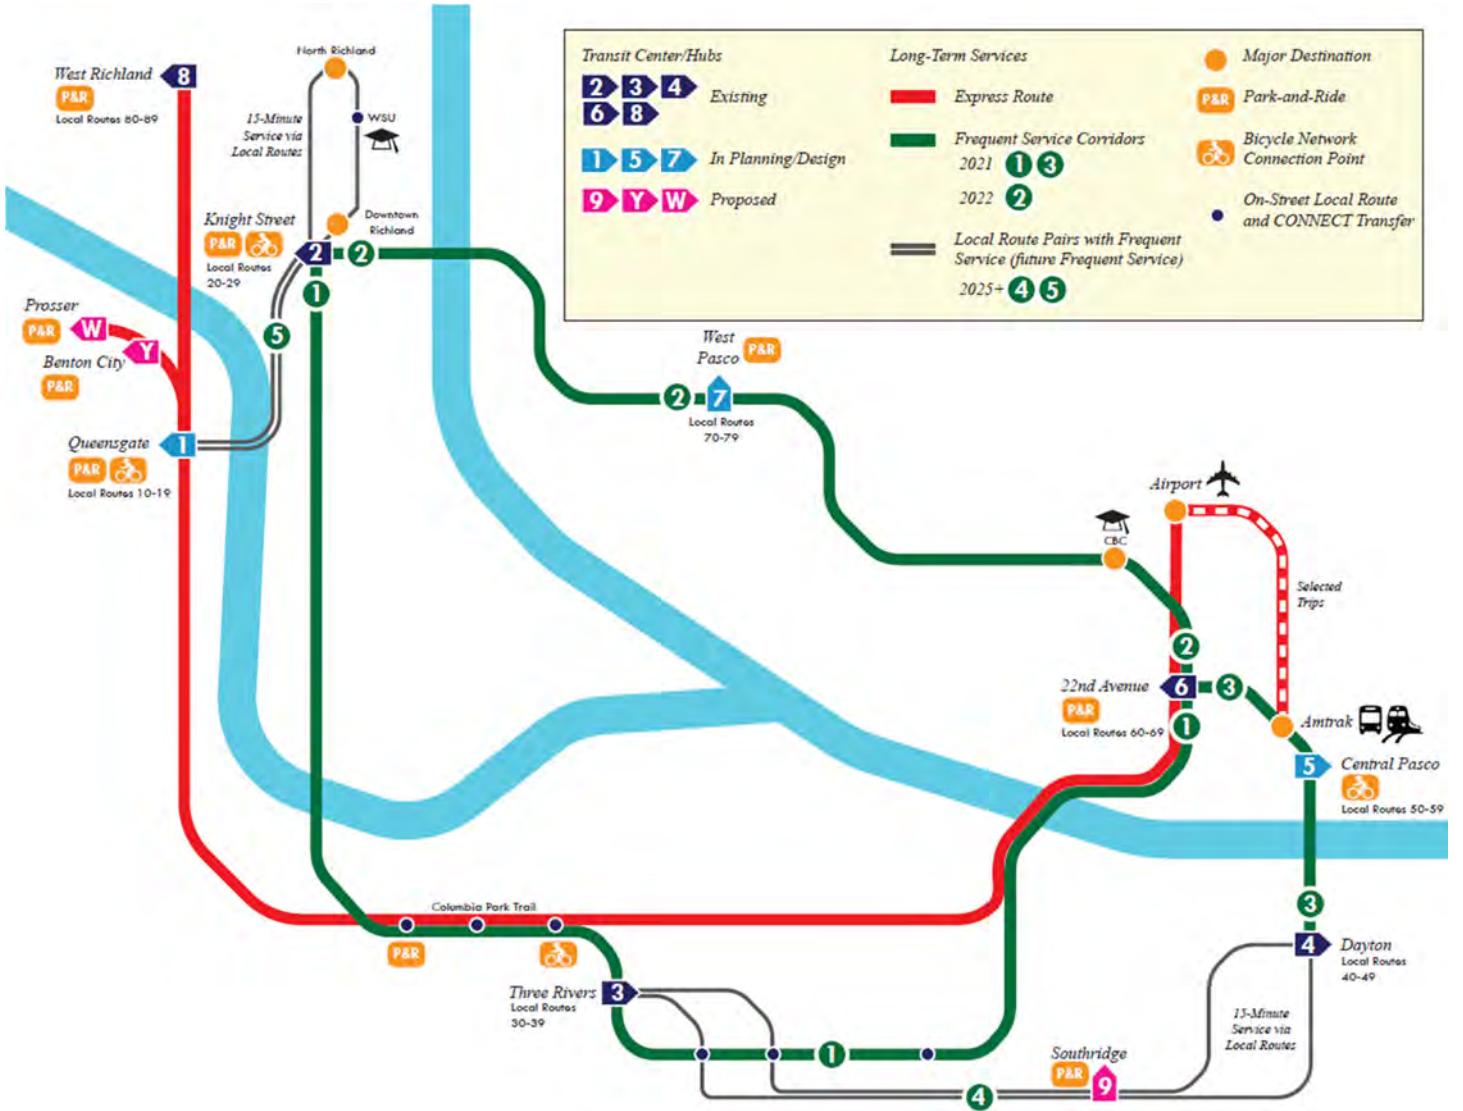 North Richland
West Richland
8
P&R
Local Routes 80-89
15-Minute
Service via
Local Routes
WSU
Knight Street
P&R
Local Routes
20-29
Downtown
Richland
2
2
1
5
Prosser
P&R
W
Benton City
P&R
Y
Queensgate
1
P&R
Local Routes 10-19
Transit Center/Hubs
2 3 4
6 8
Existing
1 5 7
In Planning/Design
9 Y W
Proposed
Long-Term Services
Express Route
Frequent Service Corridors
2021 1 3
2022 2
Local Route Pairs with Frequent
Service (future Frequent Service)
2025+ 4 5
Major Destination
P&R
Park-and-Ride
Bicycle Network
Connection Point
On-Street Local Route
and CONNECT Transfer
West
Pasco
P&R
2
7
Local Routes
70-79
Airport
CBC
Selected
Trips
2
22nd Avenue
6
3
P&R
Local Routes 60-69
1
Amtrak
5
Central Pasco
Local Routes 50-59
Columbia Park Trail
P&R
3
Dayton
4
Local Routes
40-49
Three Rivers
3
Local Routes
30-39
15-Minute
Service via
Local Routes
1
Southridge
P&R
9
4